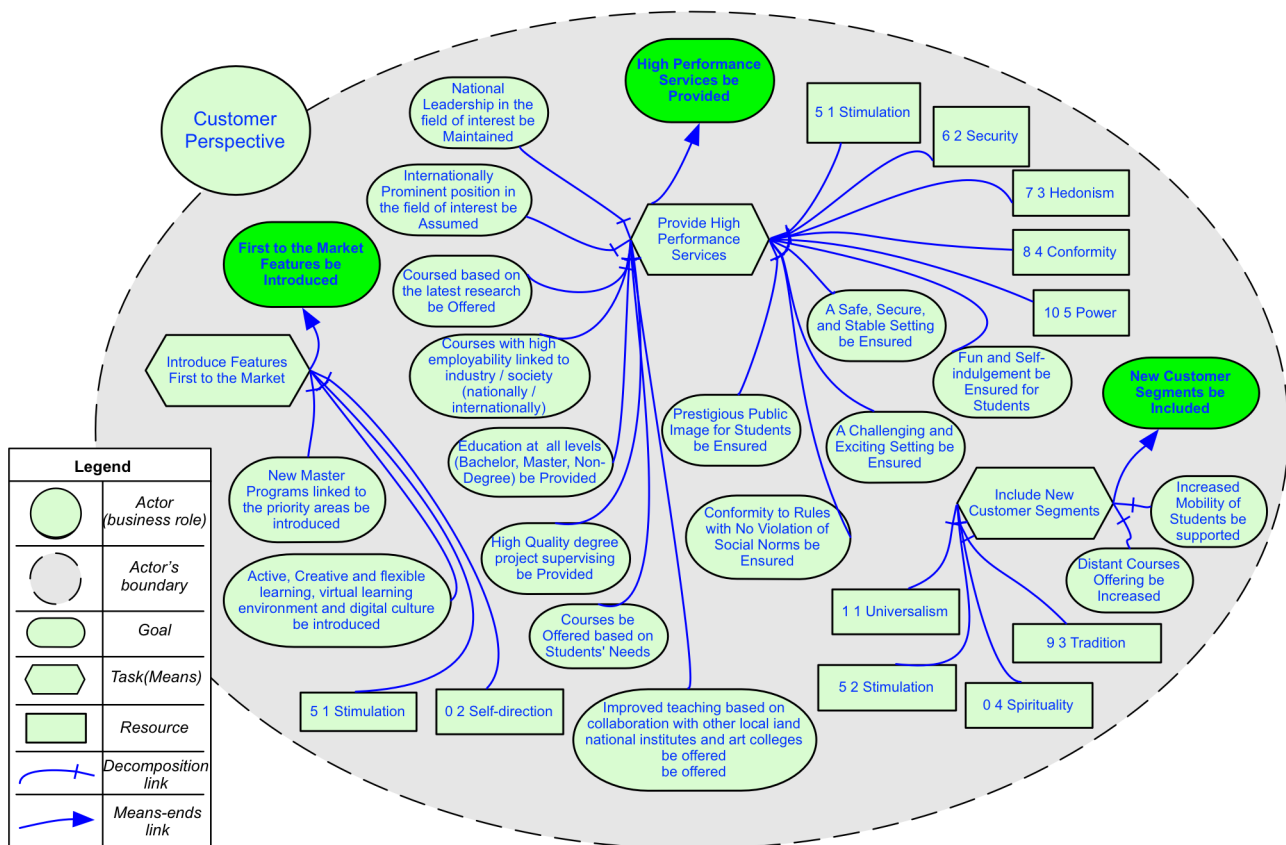 Customer
Perspective
National
Leadership in the
field of interest be
Maintained
High Performance
Services be
Provided
5 1 Stimulation
6 2 Security
7 3 Hedonism
8 4 Conformity
10 5 Power
Internationally
Prominent position in
the field of interest be
Assumed
Provide High
Performance
Services
First to the Market
Features be
Introduced
Coursed based on
the latest research
be Offered
A Safe, Secure,
and Stable Setting
be Ensured
Introduce Features
First to the Market
Courses with high
employability linked to
industry / society
(nationally /
internationally)
Fun and Self-
indulgement be
Ensured for
Students
New Customer
Segments be
Included
Prestigious Public
Image for Students
be Ensured
A Challenging and
Exciting Setting be
Ensured
Education at  all levels
(Bachelor, Master, Non-
Degree) be Provided
New Master
Programs linked to
the priority areas be
introduced
Include New
Customer Segments
Increased
Mobility of
Students be
supported
Conformity to Rules
with No Violation of
Social Norms be
Ensured
High Quality degree
project supervising
be Provided
Distant Courses
Offering be
Increased
Active, Creative and flexible
learning, virtual learning
environment and digital culture
be introduced
1 1 Universalism
Courses be
Offered based on
Students' Needs
9 3 Tradition
5 2 Stimulation
0 4 Spirituality
5 1 Stimulation
0 2 Self-direction
Improved teaching based on
collaboration with other local iand
national institutes and art colleges
be offered
be offered
Legend
Actor
(business role)
Actor's
boundary
Goal
Task(Means)
Resource
Decomposition
link
Means-ends
link